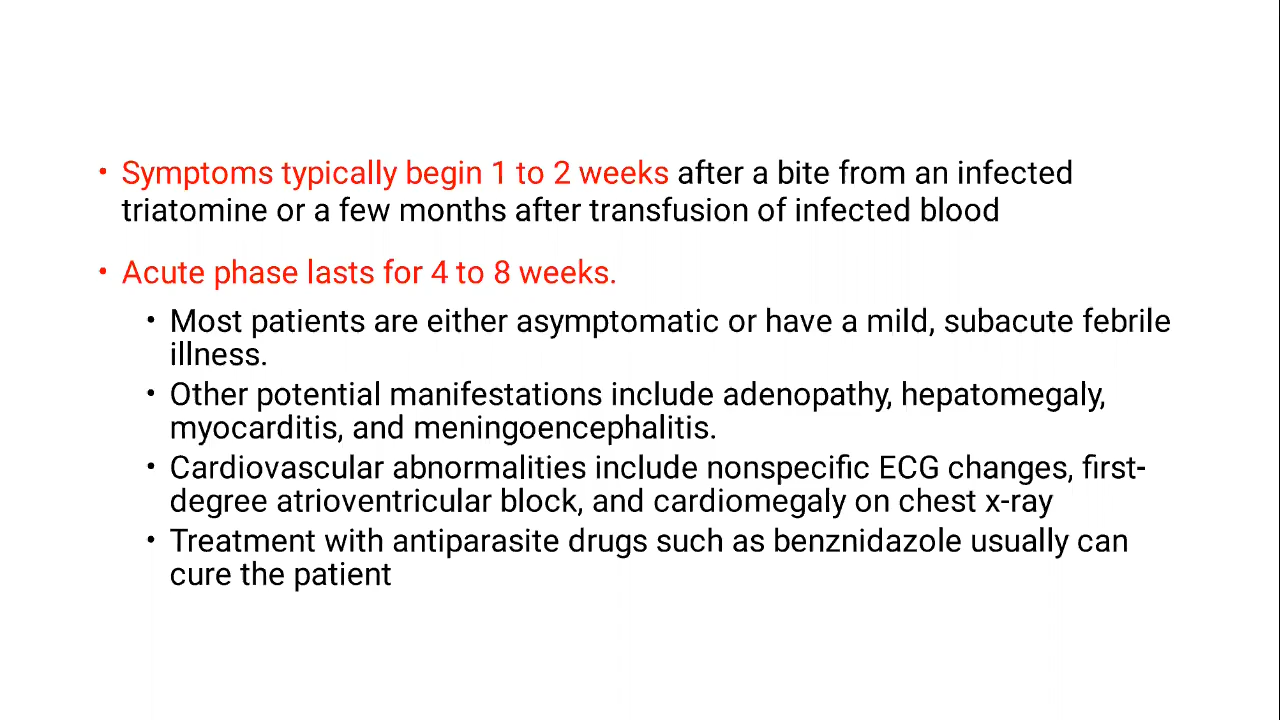 • Symptoms typically begin 1 to 2 weeks after a bite from an infected
triatomine or a few months after transfusion of infected blood
• Acute phase lasts for 4 to 8 weeks.
• Most patients are either asymptomatic or have a mild, subacute febrile
illness.
• Other potential manifestations include adenopathy, hepatomegaly,
myocarditis, and meningoencephalitis.
• Cardiovascular abnormalities include nonspecific ECG changes, first-
degree atrioventricular block, and cardiomegaly on chest x-ray
• Treatment with antiparasite drugs such as benznidazole usually can
cure the patient